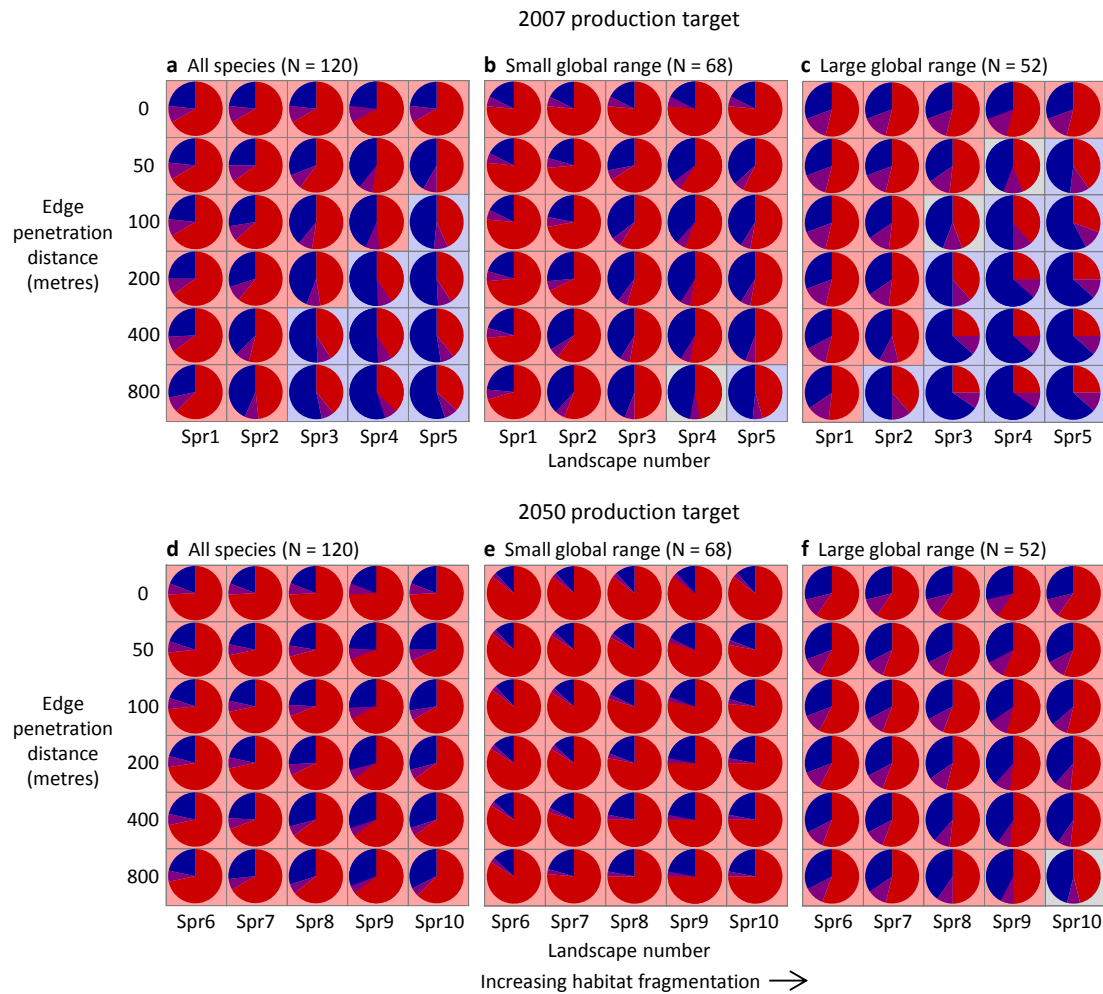 2007 production target
a All species (N = 120)
b Small global range (N = 68)
c Large global range (N = 52)
Edge
penetration
distance
(metres)
0
50
100
200
400
800
Spr1 Spr2 Spr3 Spr4 Spr5
Spr1 Spr2 Spr3 Spr4 Spr5
Spr1 Spr2 Spr3 Spr4 Spr5
Landscape number
2050 production target
d All species (N = 120)
e Small global range (N = 68)
f Large global range (N = 52)
Edge
penetration
distance
(metres)
0
50
100
200
400
800
Spr6 Spr7 Spr8 Spr9 Spr10
Spr6 Spr7 Spr8 Spr9 Spr10
Spr6 Spr7 Spr8 Spr9 Spr10
Landscape number
Increasing habitat fragmentation →